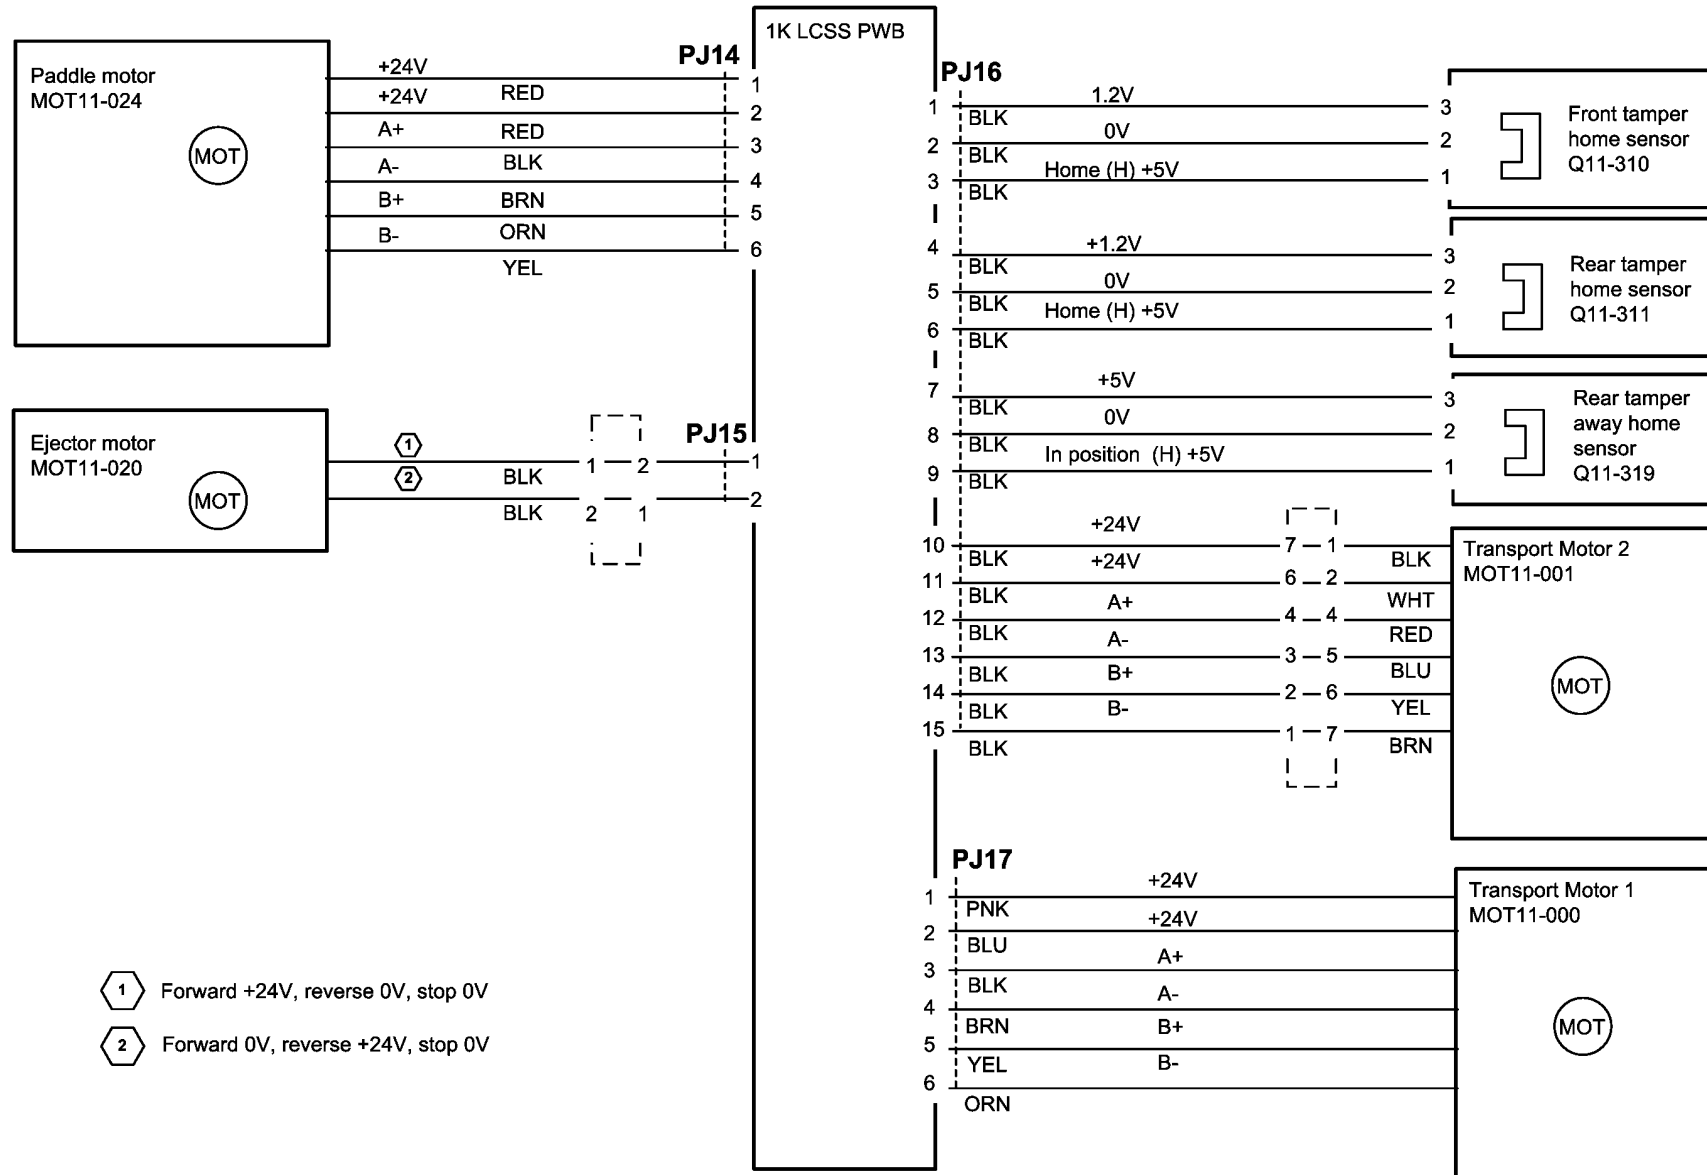 1K LCSS PWB
Paddle motor
MOT11-024
MOT
PJ14
+24V
RED
1
+24V
RED
2
A+
BLK
3
A-
BRN
4
B+
ORN
5
B-
YEL
6
Ejector motor
MOT11-020
MOT
PJ15
1
BLK
1 2
1
2
BLK
2 1
2
PJ16
1
BLK
1.2V
3
2
BLK
0V
2
3
BLK
Home (H) +5V
1
Front tamper
home sensor
Q11-310
4
BLK
+1.2V
3
5
BLK
0V
2
6
BLK
Home (H) +5V
1
Rear tamper
home sensor
Q11-311
7
BLK
+5V
3
8
BLK
0V
2
9
BLK
In position (H) +5V
1
Rear tamper
away home
sensor
Q11-319
10
BLK
+24V
7 1
BLK
11
BLK
+24V
6 2
WHT
12
BLK
A+
4 4
RED
13
BLK
A-
3 5
BLU
14
BLK
B+
2 6
YEL
15
BLK
B-
1 7
BRN
Transport Motor 2
MOT11-001
MOT
PJ17
1
PNK
+24V
2
BLU
+24V
3
BLK
A+
4
BRN
A-
5
YEL
B+
6
ORN
B-
Transport Motor 1
MOT11-000
MOT
1 Forward +24V, reverse 0V, stop 0V
2 Forward 0V, reverse +24V, stop 0V